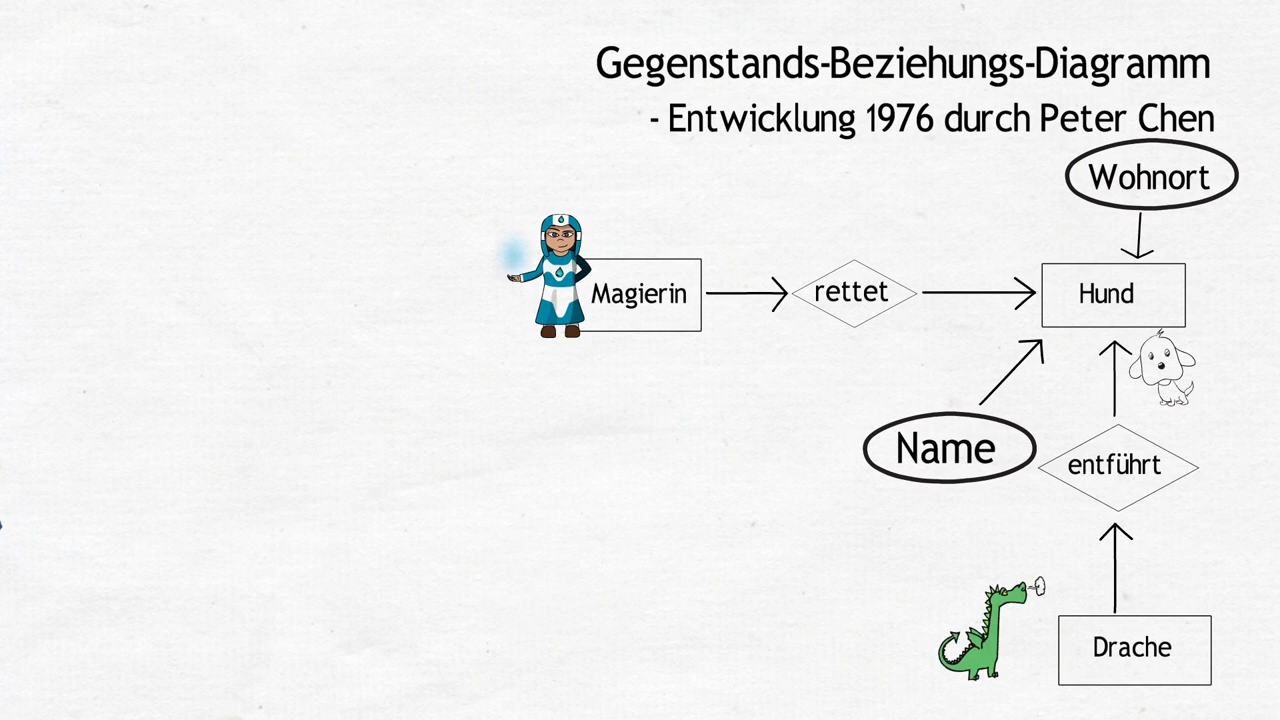 Gegenstands-Beziehungs-Diagramm
- Entwicklung 1976 durch Peter Chen
Wohnort
Magierin
rettet
Hund
Name
entführt
Drache